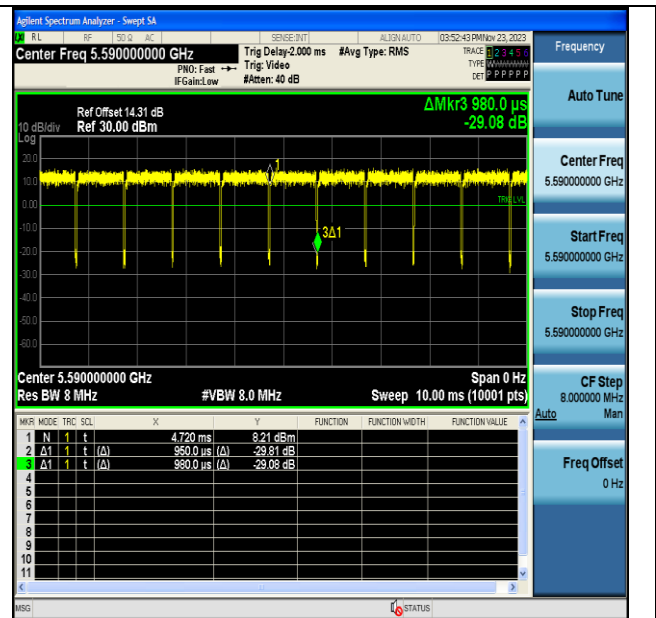 Agilent Spectrum Analyzer - Swept SA
RL RF 50 Ω AC SENSE:INT ALIGN AUTO 03:52:43 PM Nov 23, 2023
Center Freq 5.590000000 GHz Trig Delay-2.000 ms #Avg Type: RMS TRACE 1 2 3 4 5 6
PNO: Fast Trig: Video TYPE
IFGain:Low #Atten: 40 dB DET P P P P P P
Frequency
Auto Tune
Center Freq
5.590000000 GHz
Start Freq
5.590000000 GHz
Stop Freq
5.590000000 GHz
CF Step
8.000000 MHz
Auto Man
Freq Offset
0 Hz
ΔMkr3 980.0 µs
-29.08 dB
Ref Offset 14.31 dB
10 dB/div Ref 30.00 dBm
Log
20.0
10.0
0.00
-10.0
-20.0
-30.0
-40.0
-50.0
-60.0
1
TRIG LVL
3Δ1
Center 5.590000000 GHz Span 0 Hz
Res BW 8 MHz #VBW 8.0 MHz Sweep 10.00 ms (10001 pts)
MKR MODE TRC SCL X Y FUNCTION FUNCTION WIDTH FUNCTION VALUE
1 N 1 t 4.720 ms 8.21 dBm
2 Δ1 1 t (Δ) 950.0 µs (Δ) -29.81 dB
3 Δ1 1 t (Δ) 980.0 µs (Δ) -29.08 dB
4
5
6
7
8
9
10
11
MSG STATUS